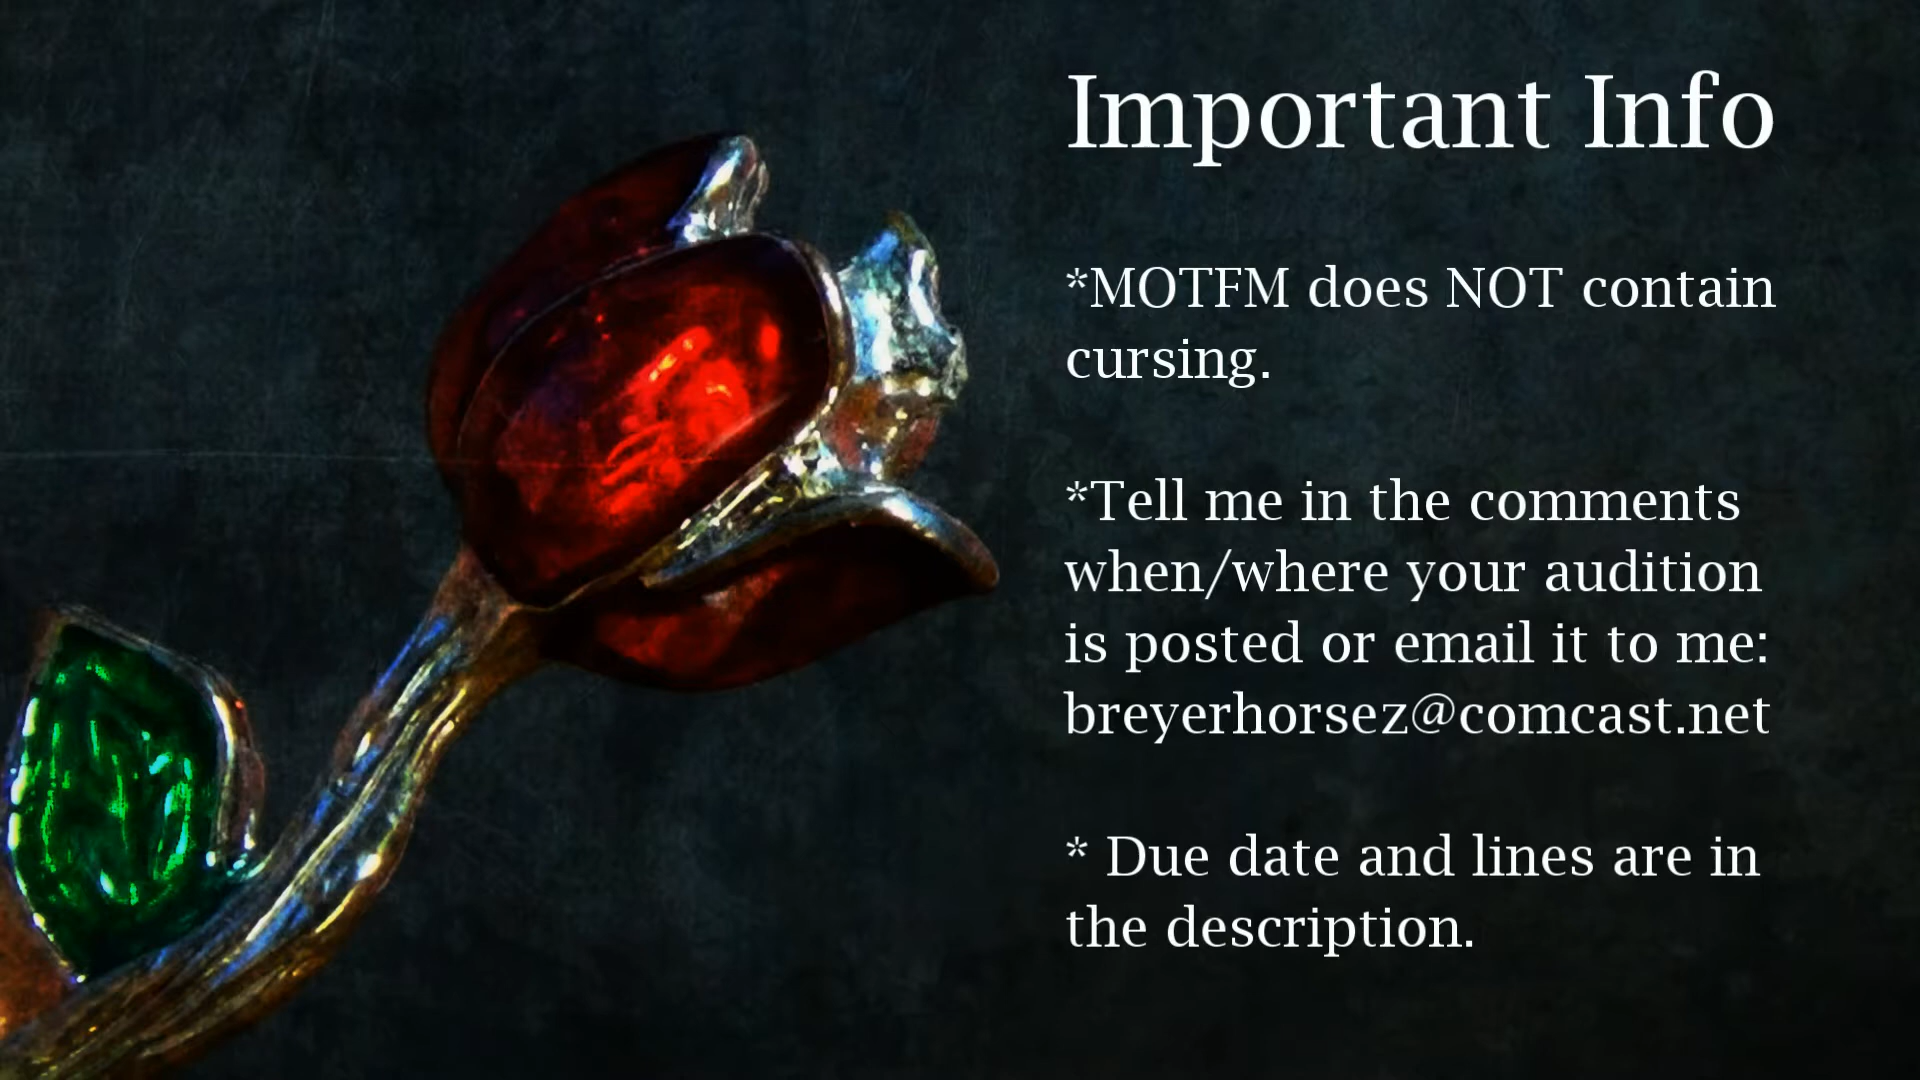 Important Info
*MOTFM does NOT contain
cursing.
*Tell me in the comments
when/where your audition
is posted or email it to me:
breyerhorsez@comcast.net
* Due date and lines are in
the description.